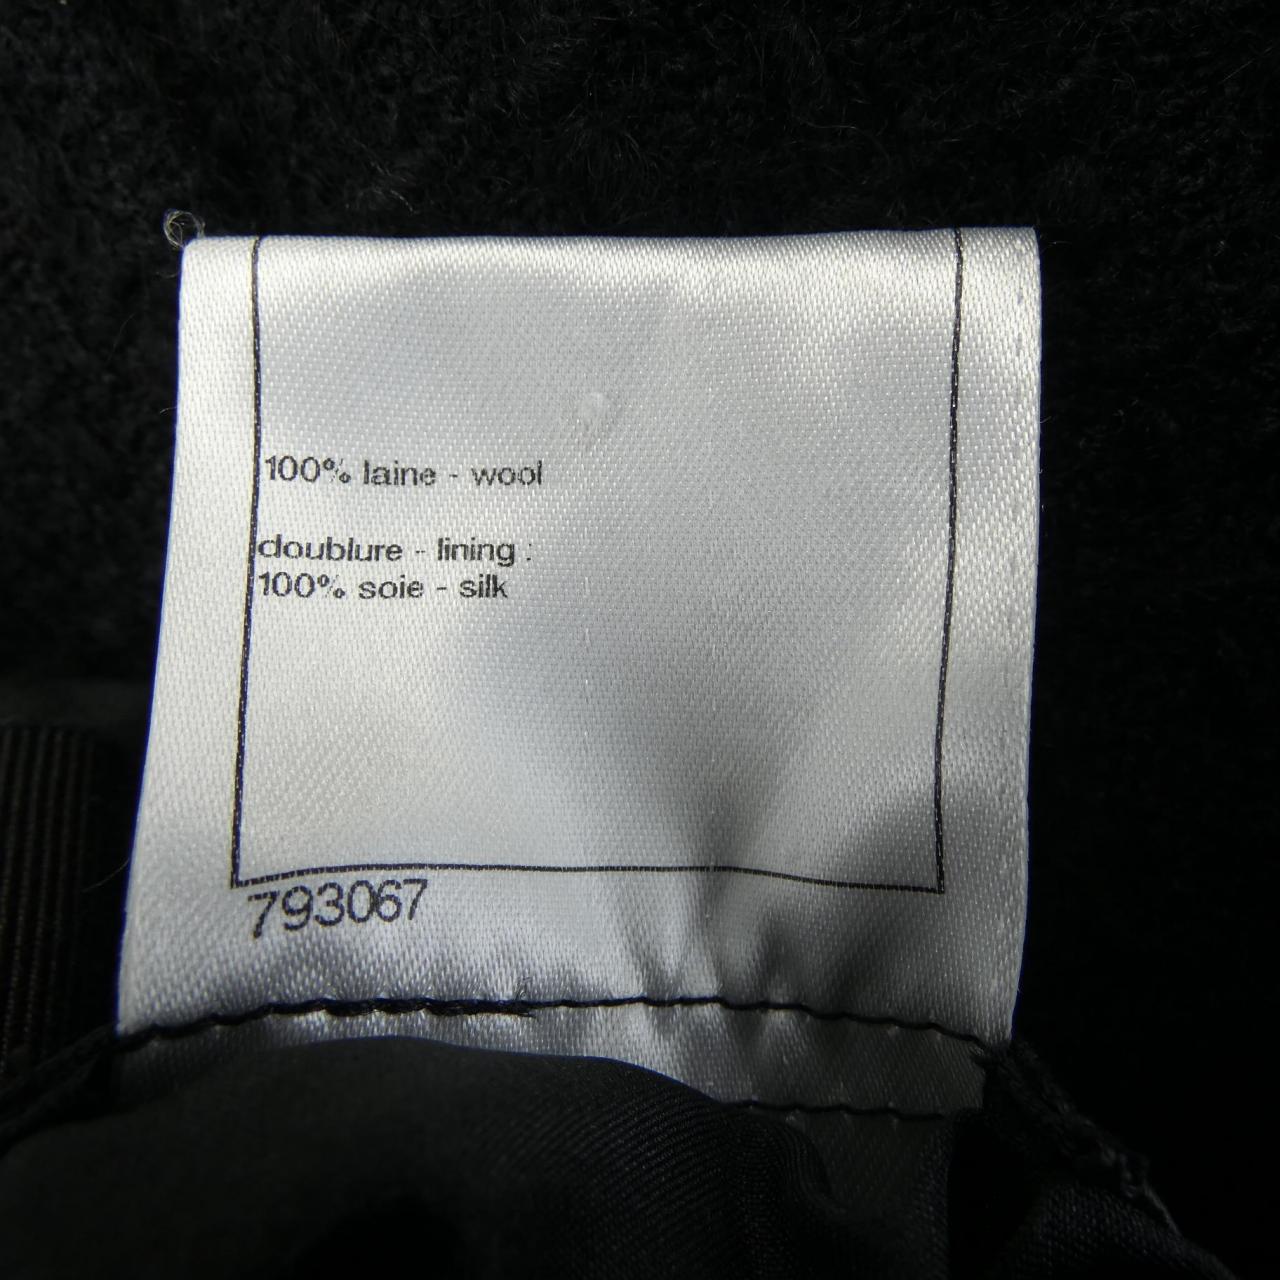 100% laine - wool
doublure - lining :
100% soie - silk
793067